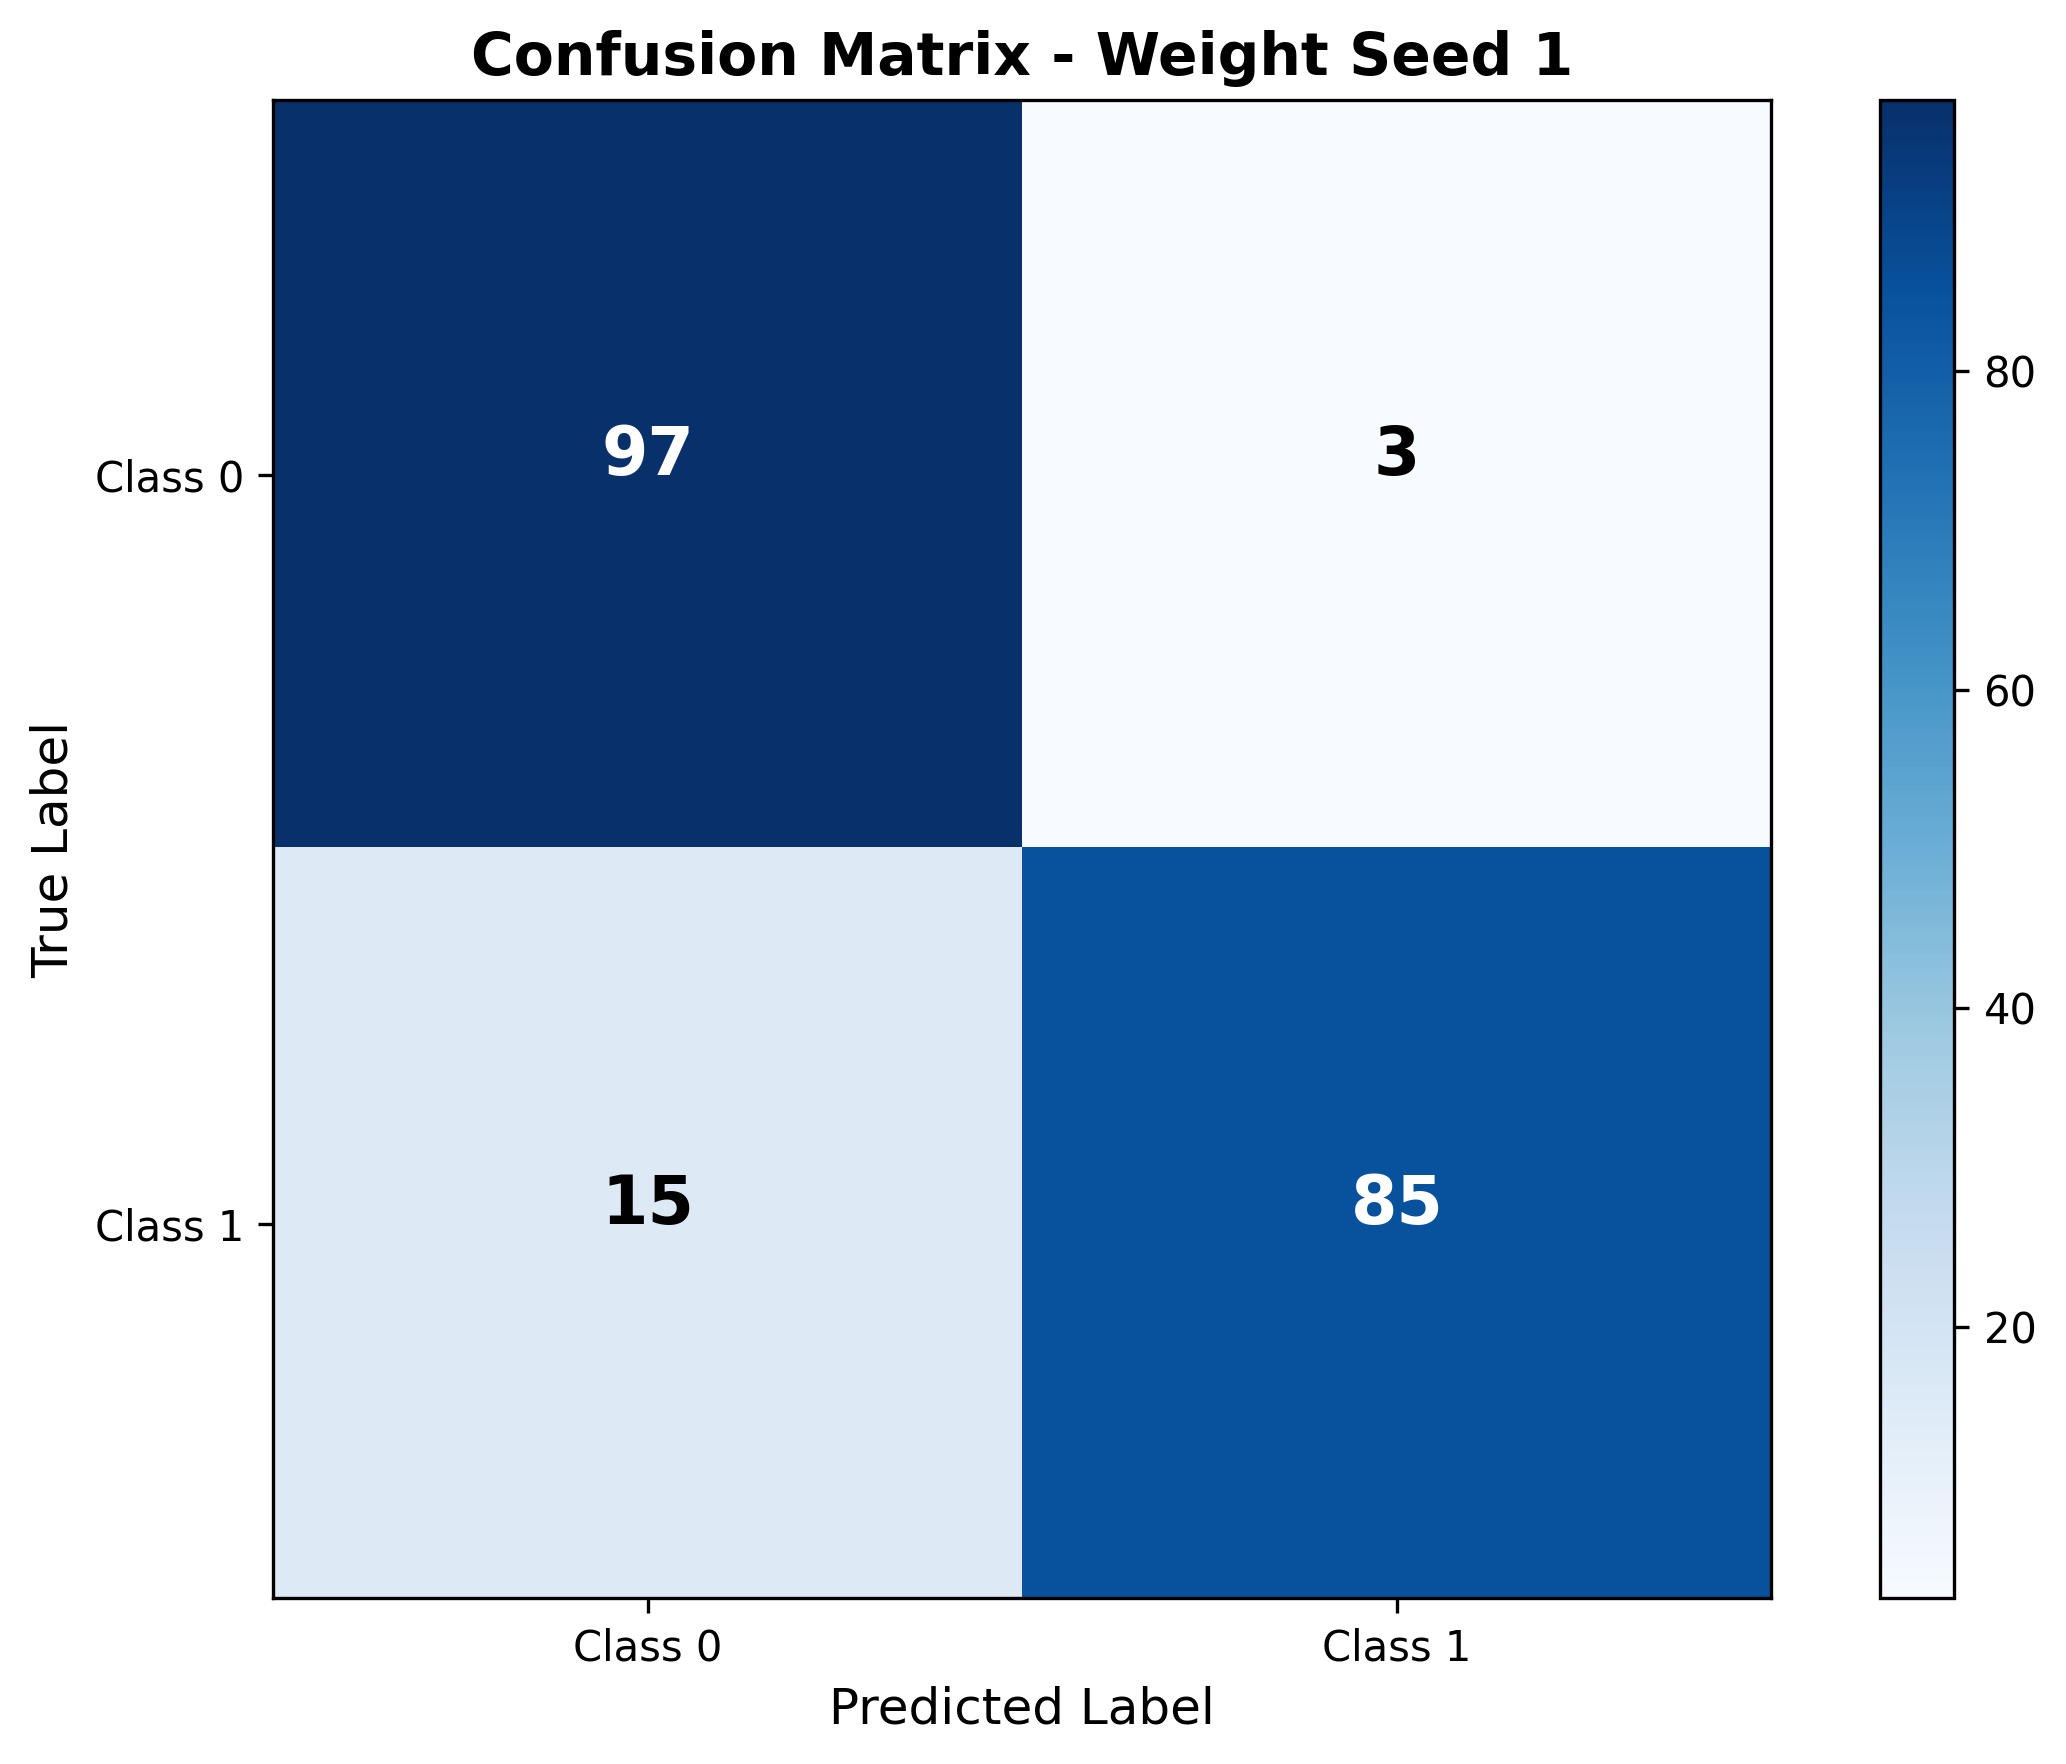 Confusion Matrix - Weight Seed 1
True Label
Class 0
97
3
Class 1
15
85
Class 0
Class 1
Predicted Label
80
60
40
20